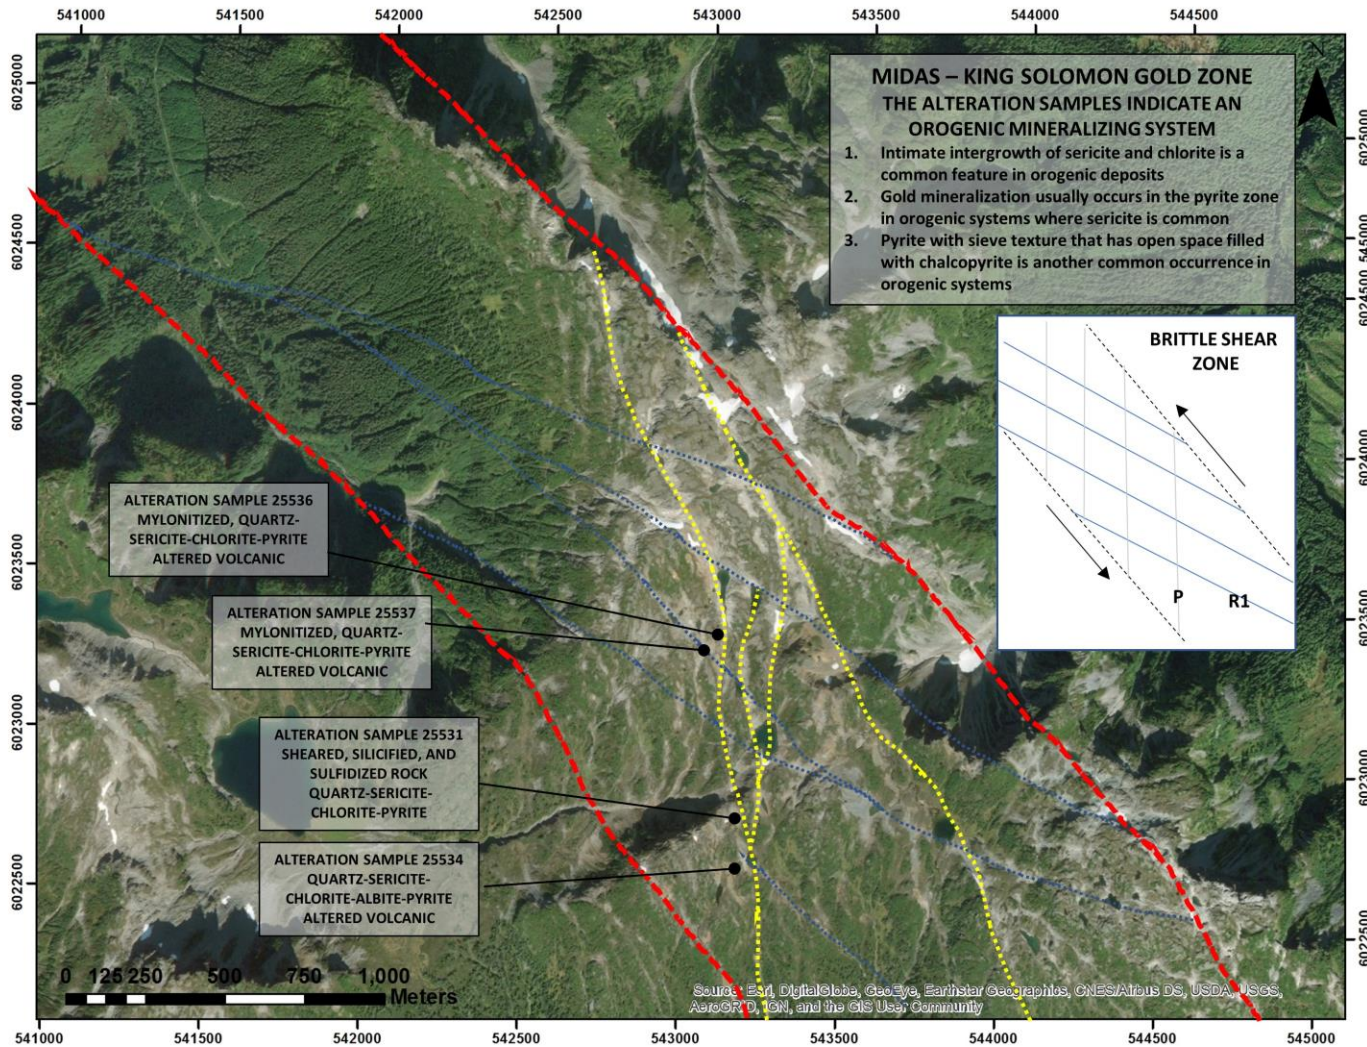 541000 541500 542000 542500 543000 543500 544000 544500
N
MIDAS – KING SOLOMON GOLD ZONE
THE ALTERATION SAMPLES INDICATE AN
OROGENIC MINERALIZING SYSTEM
1. Intimate intergrowth of sericite and chlorite is a
common feature in orogenic deposits
2. Gold mineralization usually occurs in the pyrite zone
in orogenic systems where sericite is common
3. Pyrite with sieve texture that has open space filled
with chalcopyrite is another common occurrence in
orogenic systems
BRITTLE SHEAR
ZONE
P
R1
ALTERATION SAMPLE 25536
MYLONITIZED, QUARTZ-
SERICITE-CHLORITE-PYRITE
ALTERED VOLCANIC
ALTERATION SAMPLE 25537
MYLONITIZED, QUARTZ-
SERICITE-CHLORITE-PYRITE
ALTERED VOLCANIC
ALTERATION SAMPLE 25531
SHEARED, SILICIFIED, AND
SULFIDIZED ROCK
QUARTZ-SERICITE-
CHLORITE-PYRITE
ALTERATION SAMPLE 25534
QUARTZ-SERICITE-
CHLORITE-ALBITE-PYRITE
ALTERED VOLCANIC
6025000
6024500
6024000
6023500
6023000
6022500
6025000
545000
6024500
6024000
6023500
6023000
6022500
0 125 250 500 750 1,000
Meters
Source: Esri, DigitalGlobe, GeoEye, Earthstar Geographics, CNES/Airbus DS, USDA, USGS,
AeroGRID, IGN, and the GIS User Community
541000 541500 542000 542500 543000 543500 544000 544500 545000